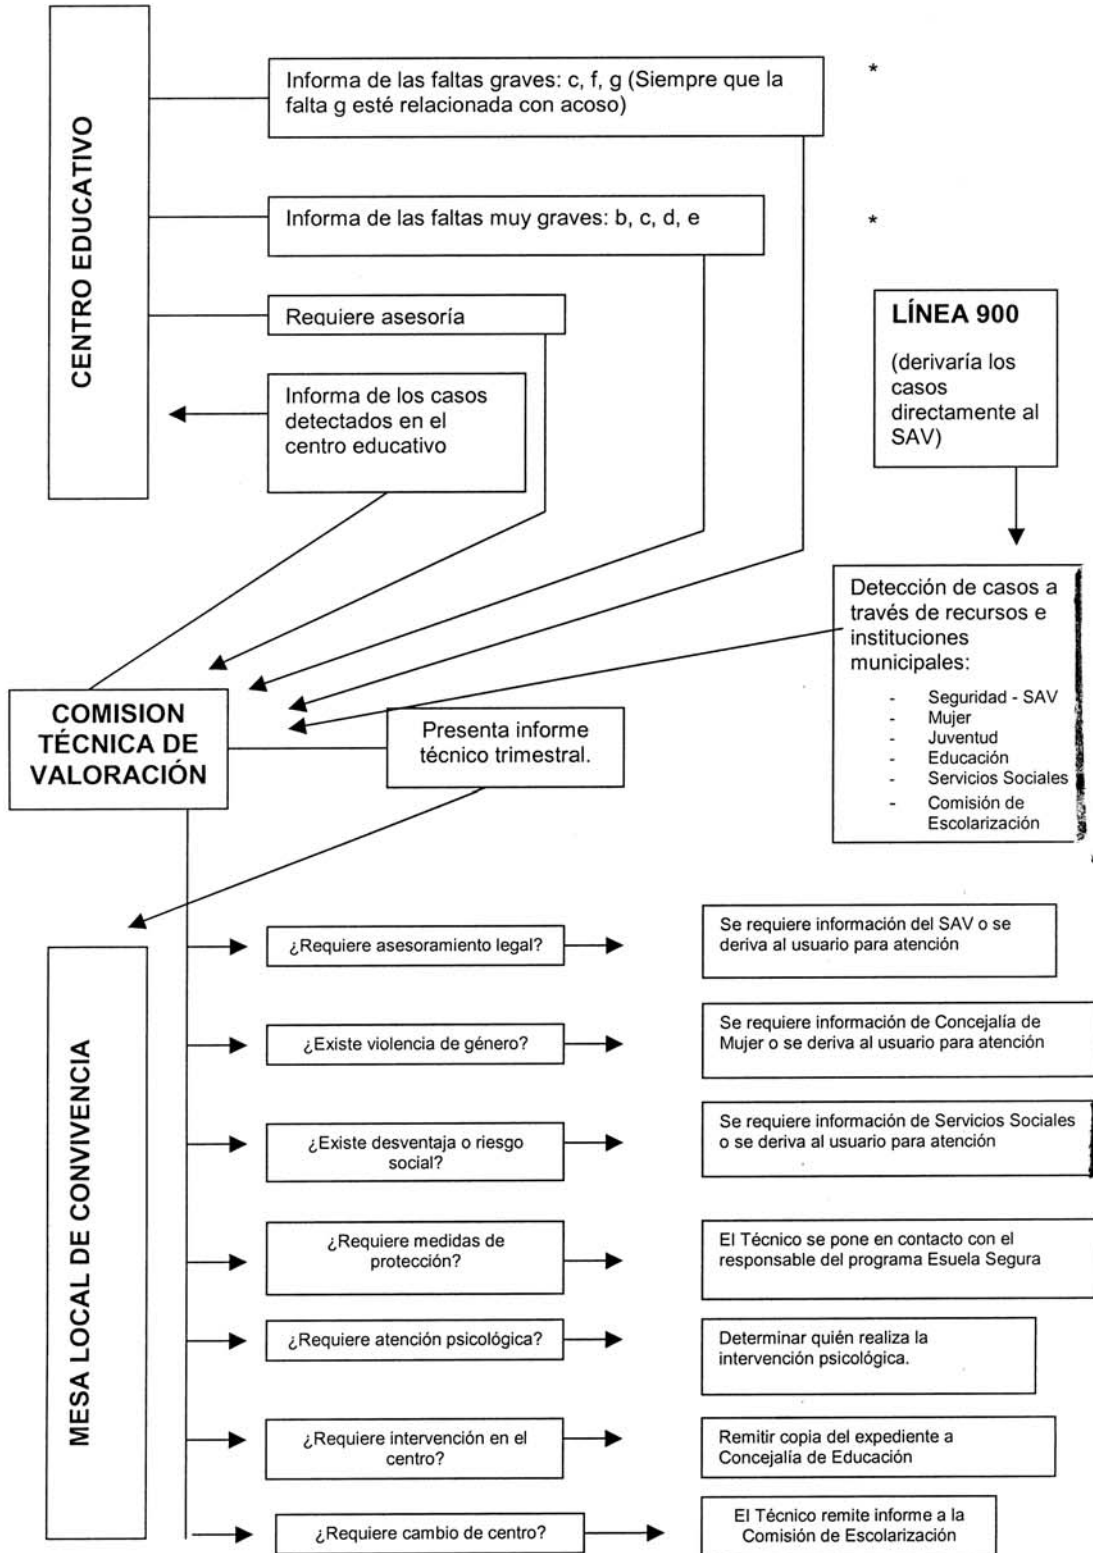 CENTRO EDUCATIVO
Informa de las faltas graves: c, f, g (Siempre que la
falta g esté relacionada con acoso)
*
Informa de las faltas muy graves: b, c, d, e
*
Requiere asesoría
Informa de los casos
detectados en el
centro educativo
LÍNEA 900
(derivaría los
casos
directamente al
SAV)
Detección de casos a
través de recursos e
instituciones
municipales:
- Seguridad - SAV
- Mujer
- Juventud
- Educación
- Servicios Sociales
- Comisión de
Escolarización
COMISION
TÉCNICA DE
VALORACIÓN
Presenta informe
técnico trimestral.
MESA LOCAL DE CONVIVENCIA
¿Requiere asesoramiento legal?
Se requiere información del SAV o se
deriva al usuario para atención
¿Existe violencia de género?
Se requiere información de Concejalía de
Mujer o se deriva al usuario para atención
¿Existe desventaja o riesgo
social?
Se requiere información de Servicios Sociales
o se deriva al usuario para atención
¿Requiere medidas de
protección?
El Técnico se pone en contacto con el
responsable del programa Esuela Segura
¿Requiere atención psicológica?
Determinar quién realiza la
intervención psicológica.
¿Requiere intervención en el
centro?
Remitir copia del expediente a
Concejalía de Educación
¿Requiere cambio de centro?
El Técnico remite informe a la
Comisión de Escolarización